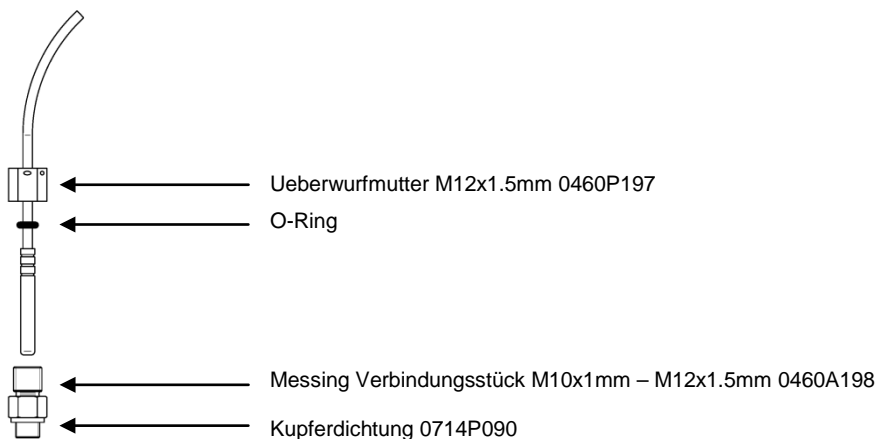 Ueberwurfmutter M12x1.5mm 0460P197
O-Ring
Messing Verbindungsstück M10x1mm – M12x1.5mm 0460A198
Kupferdichtung 0714P090